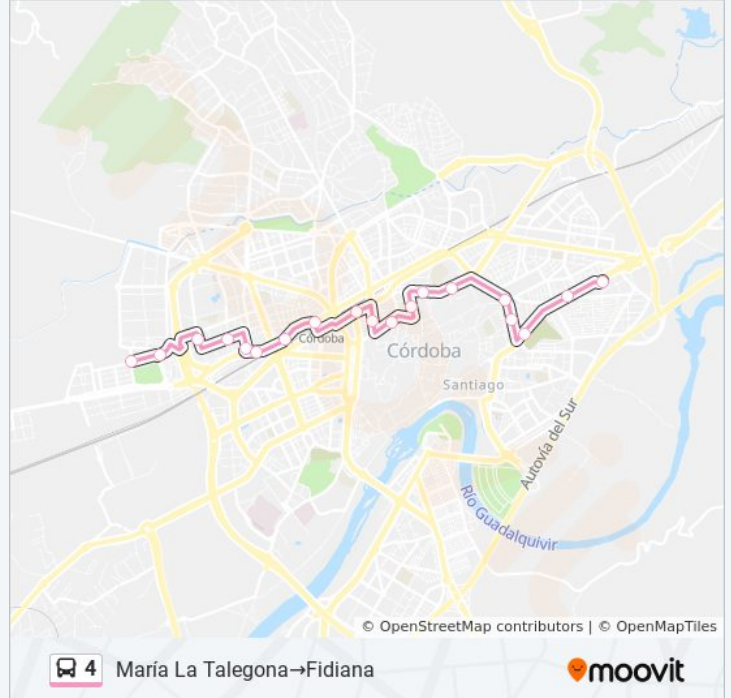 Córdoba
Córdoba
Santiago
Autovía del Sur
Río Guadalquivir
© OpenStreetMap contributors | © OpenMapTiles
4 María La Talegona→Fidiana
moovit